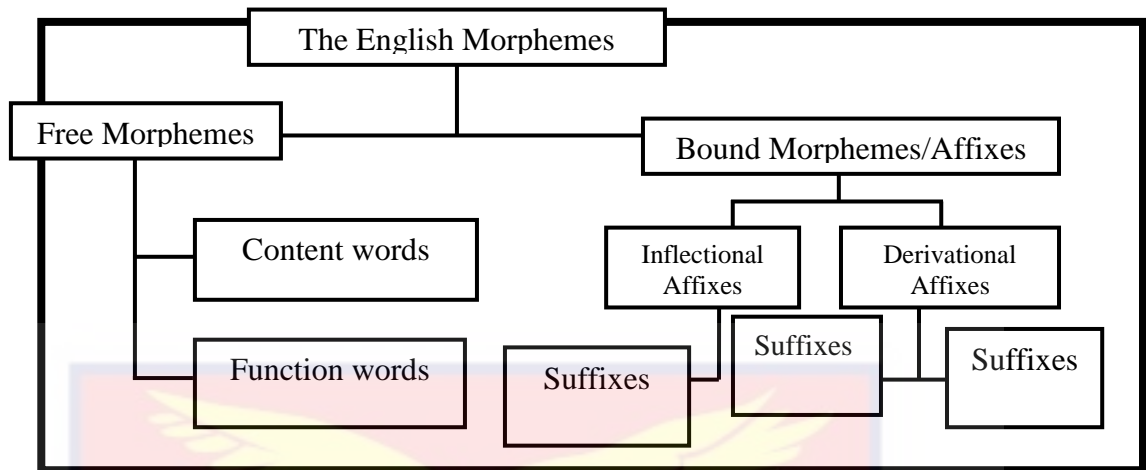 The English Morphemes
Free Morphemes
Bound Morphemes/Affixes
Content words
Inflectional
Affixes
Derivational
Affixes
Function words
Suffixes
Suffixes
Suffixes